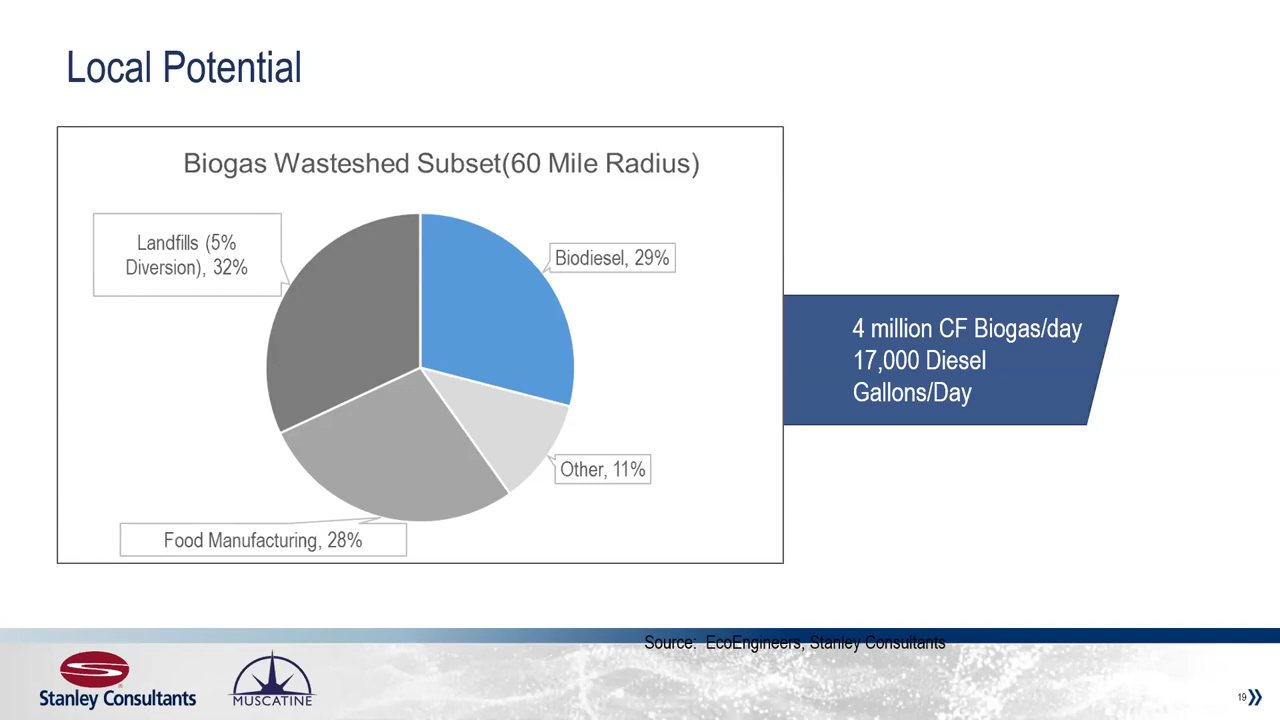 Local Potential
Biogas Wasteshed Subset(60 Mile Radius)
Landfills (5%
Diversion), 32%
Biodiesel, 29%
Other, 11%
Food Manufacturing, 28%
4 million CF Biogas/day
17,000 Diesel
Gallons/Day
Source: EcoEngineers, Stanley Consultants
Stanley Consultants
MUSCATINE
19